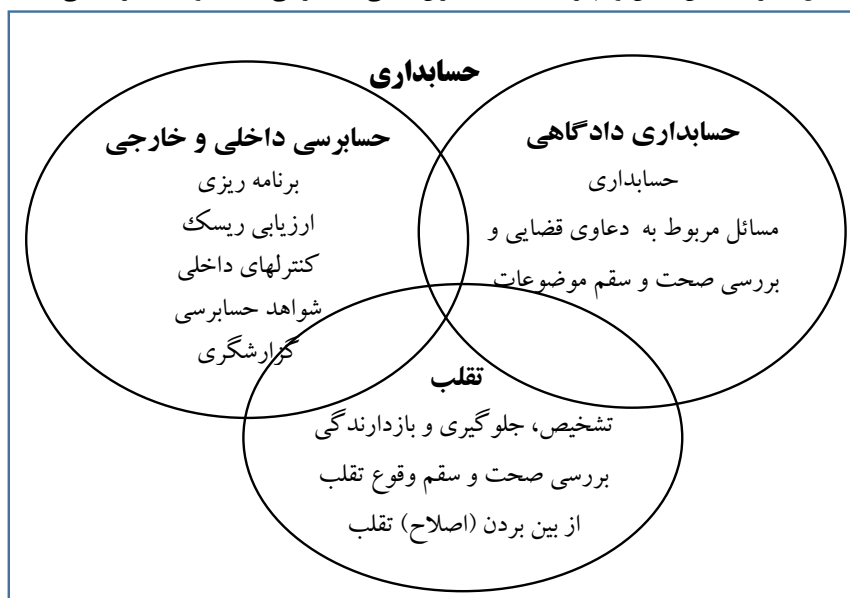 حسابداری
حسابداری دادگاهی
حسابداری
مسائل مربوط به دعاوی قضایی و
بررسی صحت و سقم موضوعات
حسابرسی داخلی و خارجی
برنامه ریزی
ارزیابی ریسک
کنترلهای داخلی
شواهد حسابرسی
گزارشگری
تقلب
تشخیص، جلوگیری و بازدارندگی
بررسی صحت و سقم وقوع تقلب
از بین بردن (اصلاح) تقلب